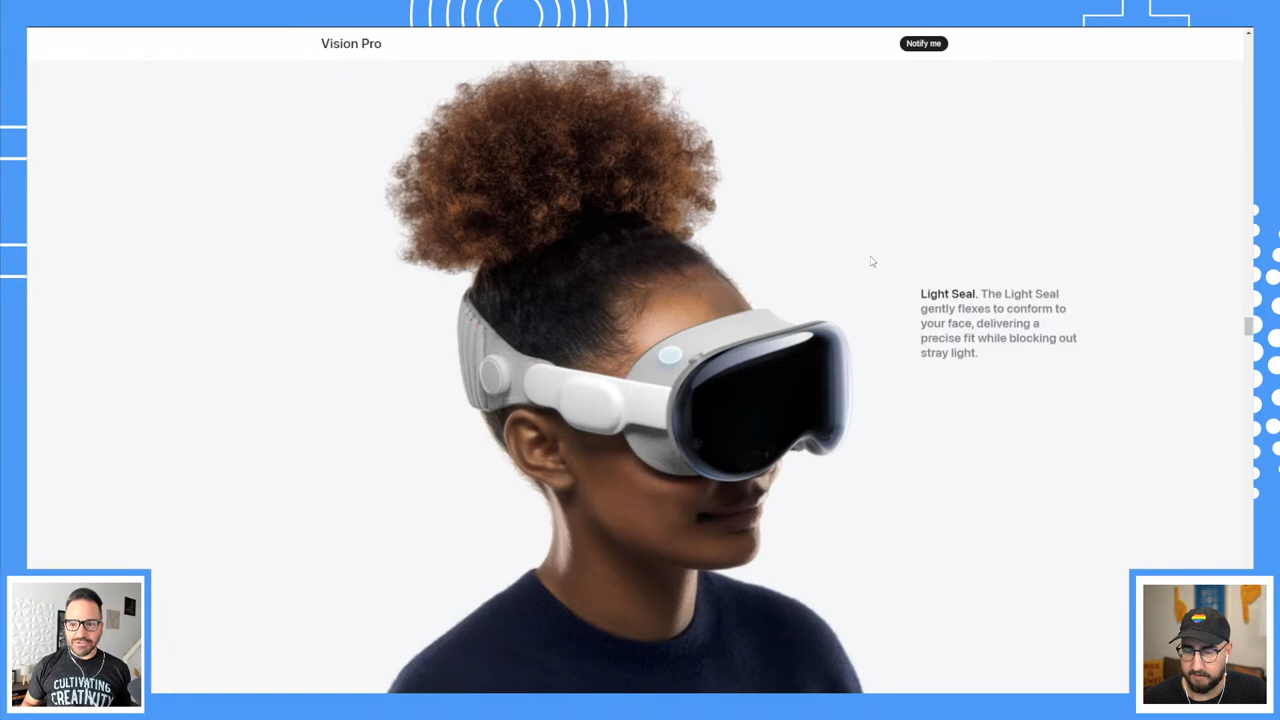 Vision Pro
Notify me
Light Seal. The Light Seal
gently flexes to conform to
your face, delivering a
precise fit while blocking out
stray light.
CULTIVATING
CREATIVITY